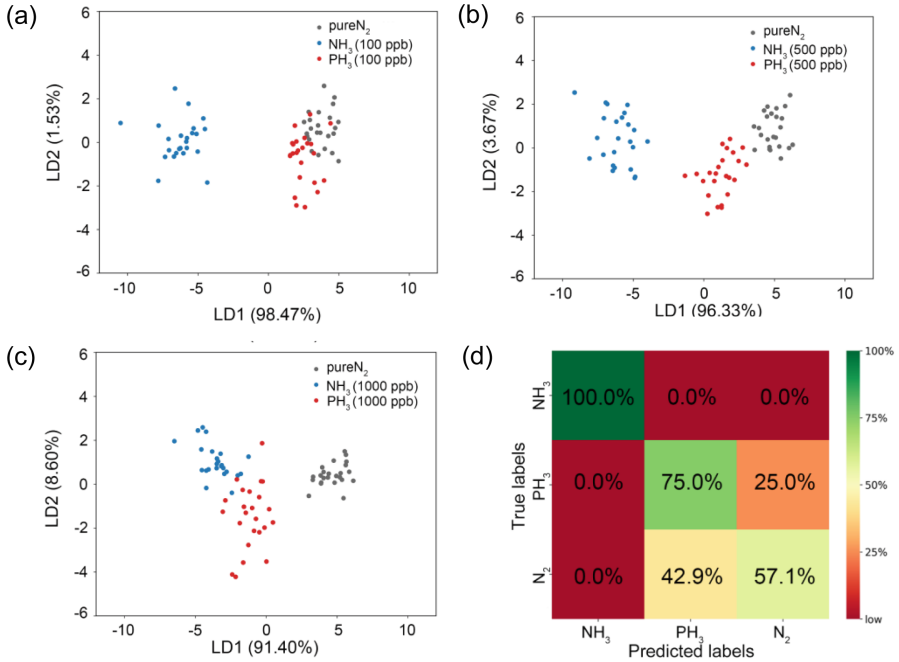 (a)
pureN₂
NH₃ (100 ppb)
PH₃ (100 ppb)
6
4
2
0
-2
-4
-6
LD2 (1.53%)
-10
-5
0
5
10
LD1 (98.47%)
(b)
pureN₂
NH₃ (500 ppb)
PH₃ (500 ppb)
6
4
2
0
-2
-4
-6
LD2 (3.67%)
-10
-5
0
5
10
LD1 (96.33%)
(c)
pureN₂
NH₃ (1000 ppb)
PH₃ (1000 ppb)
6
4
2
0
-2
-4
-6
LD2 (8.60%)
-10
-5
0
5
10
LD1 (91.40%)
(d)
True labels
NH₃
100.0% 0.0% 0.0%
PH₃
0.0% 75.0% 25.0%
N₂
0.0% 42.9% 57.1%
NH₃ PH₃ N₂
Predicted labels
100%
75%
50%
25%
low